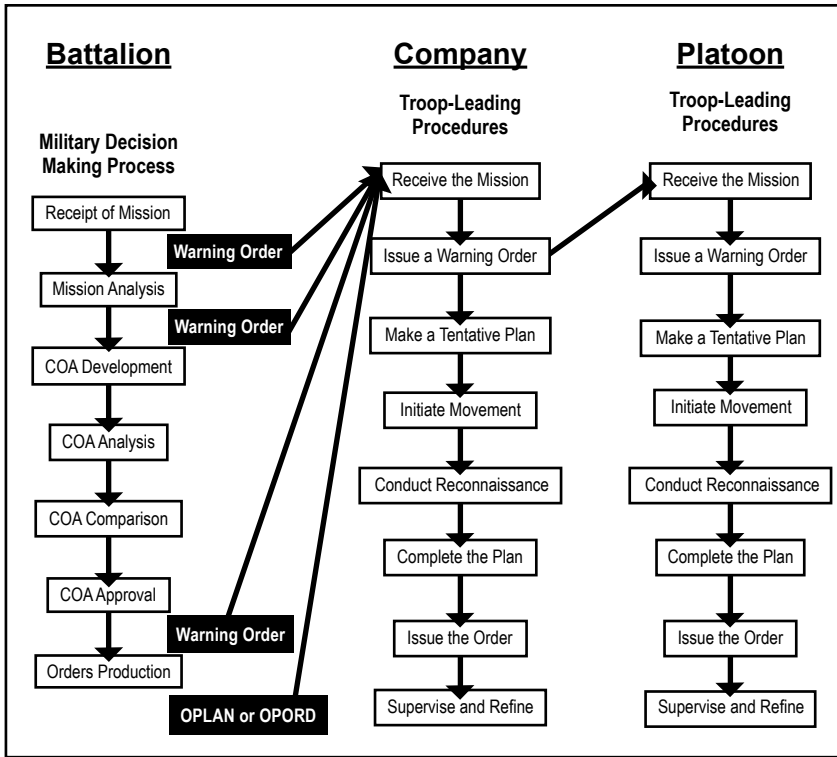 Battalion
Military Decision
Making Process
Receipt of Mission
Mission Analysis
COA Development
COA Analysis
COA Comparison
COA Approval
Orders Production
Warning Order
Warning Order
Warning Order
OPLAN or OPORD
Company
Troop-Leading
Procedures
Receive the Mission
Issue a Warning Order
Make a Tentative Plan
Initiate Movement
Conduct Reconnaissance
Complete the Plan
Issue the Order
Supervise and Refine
Platoon
Troop-Leading
Procedures
Receive the Mission
Issue a Warning Order
Make a Tentative Plan
Initiate Movement
Conduct Reconnaissance
Complete the Plan
Issue the Order
Supervise and Refine